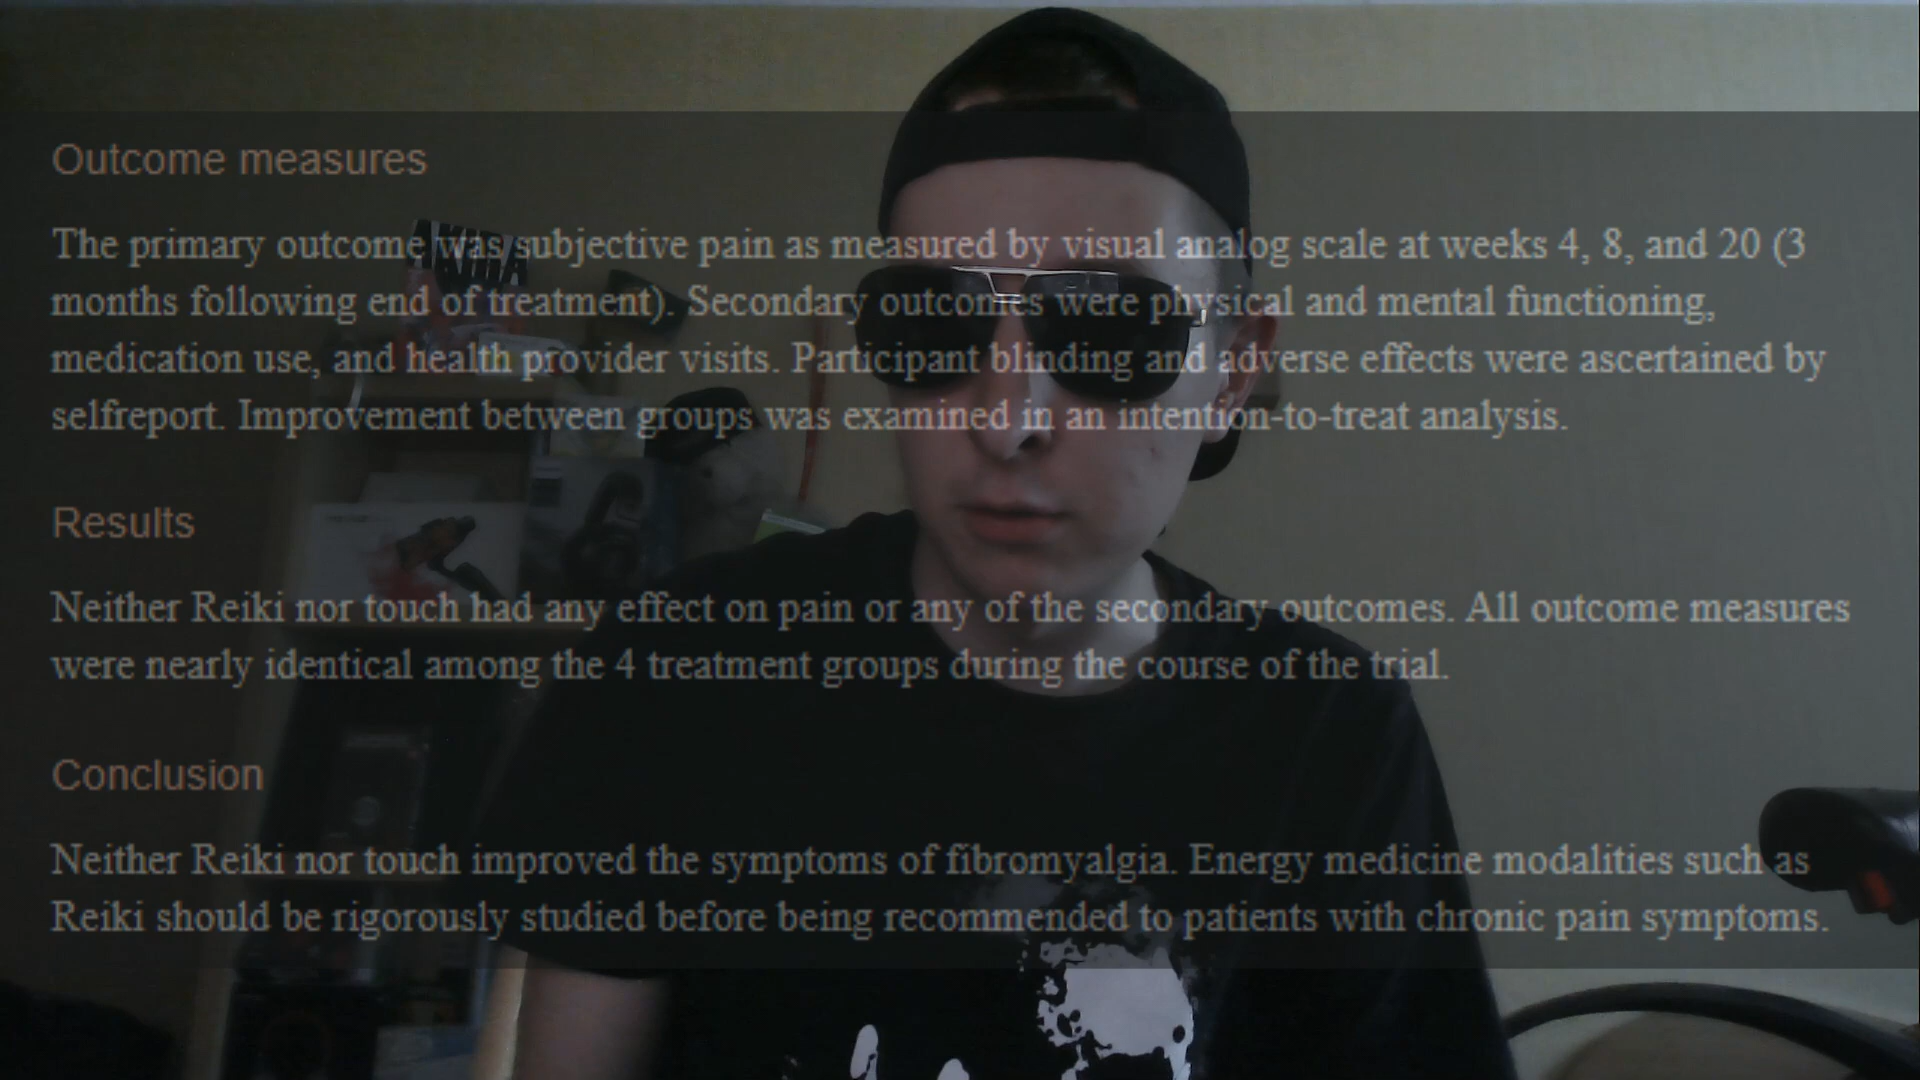 Outcome measures
AKIRA
The primary outcome was subjective pain as measured by visual analog scale at weeks 4, 8, and 20 (3
months following end of treatment). Secondary outcomes were physical and mental functioning,
medication use, and health provider visits. Participant blinding and adverse effects were ascertained by
selfreport. Improvement between groups was examined in an intention-to-treat analysis.
Results
Neither Reiki nor touch had any effect on pain or any of the secondary outcomes. All outcome measures
were nearly identical among the 4 treatment groups during the course of the trial.
Conclusion
Neither Reiki nor touch improved the symptoms of fibromyalgia. Energy medicine modalities such as
Reiki should be rigorously studied before being recommended to patients with chronic pain symptoms.